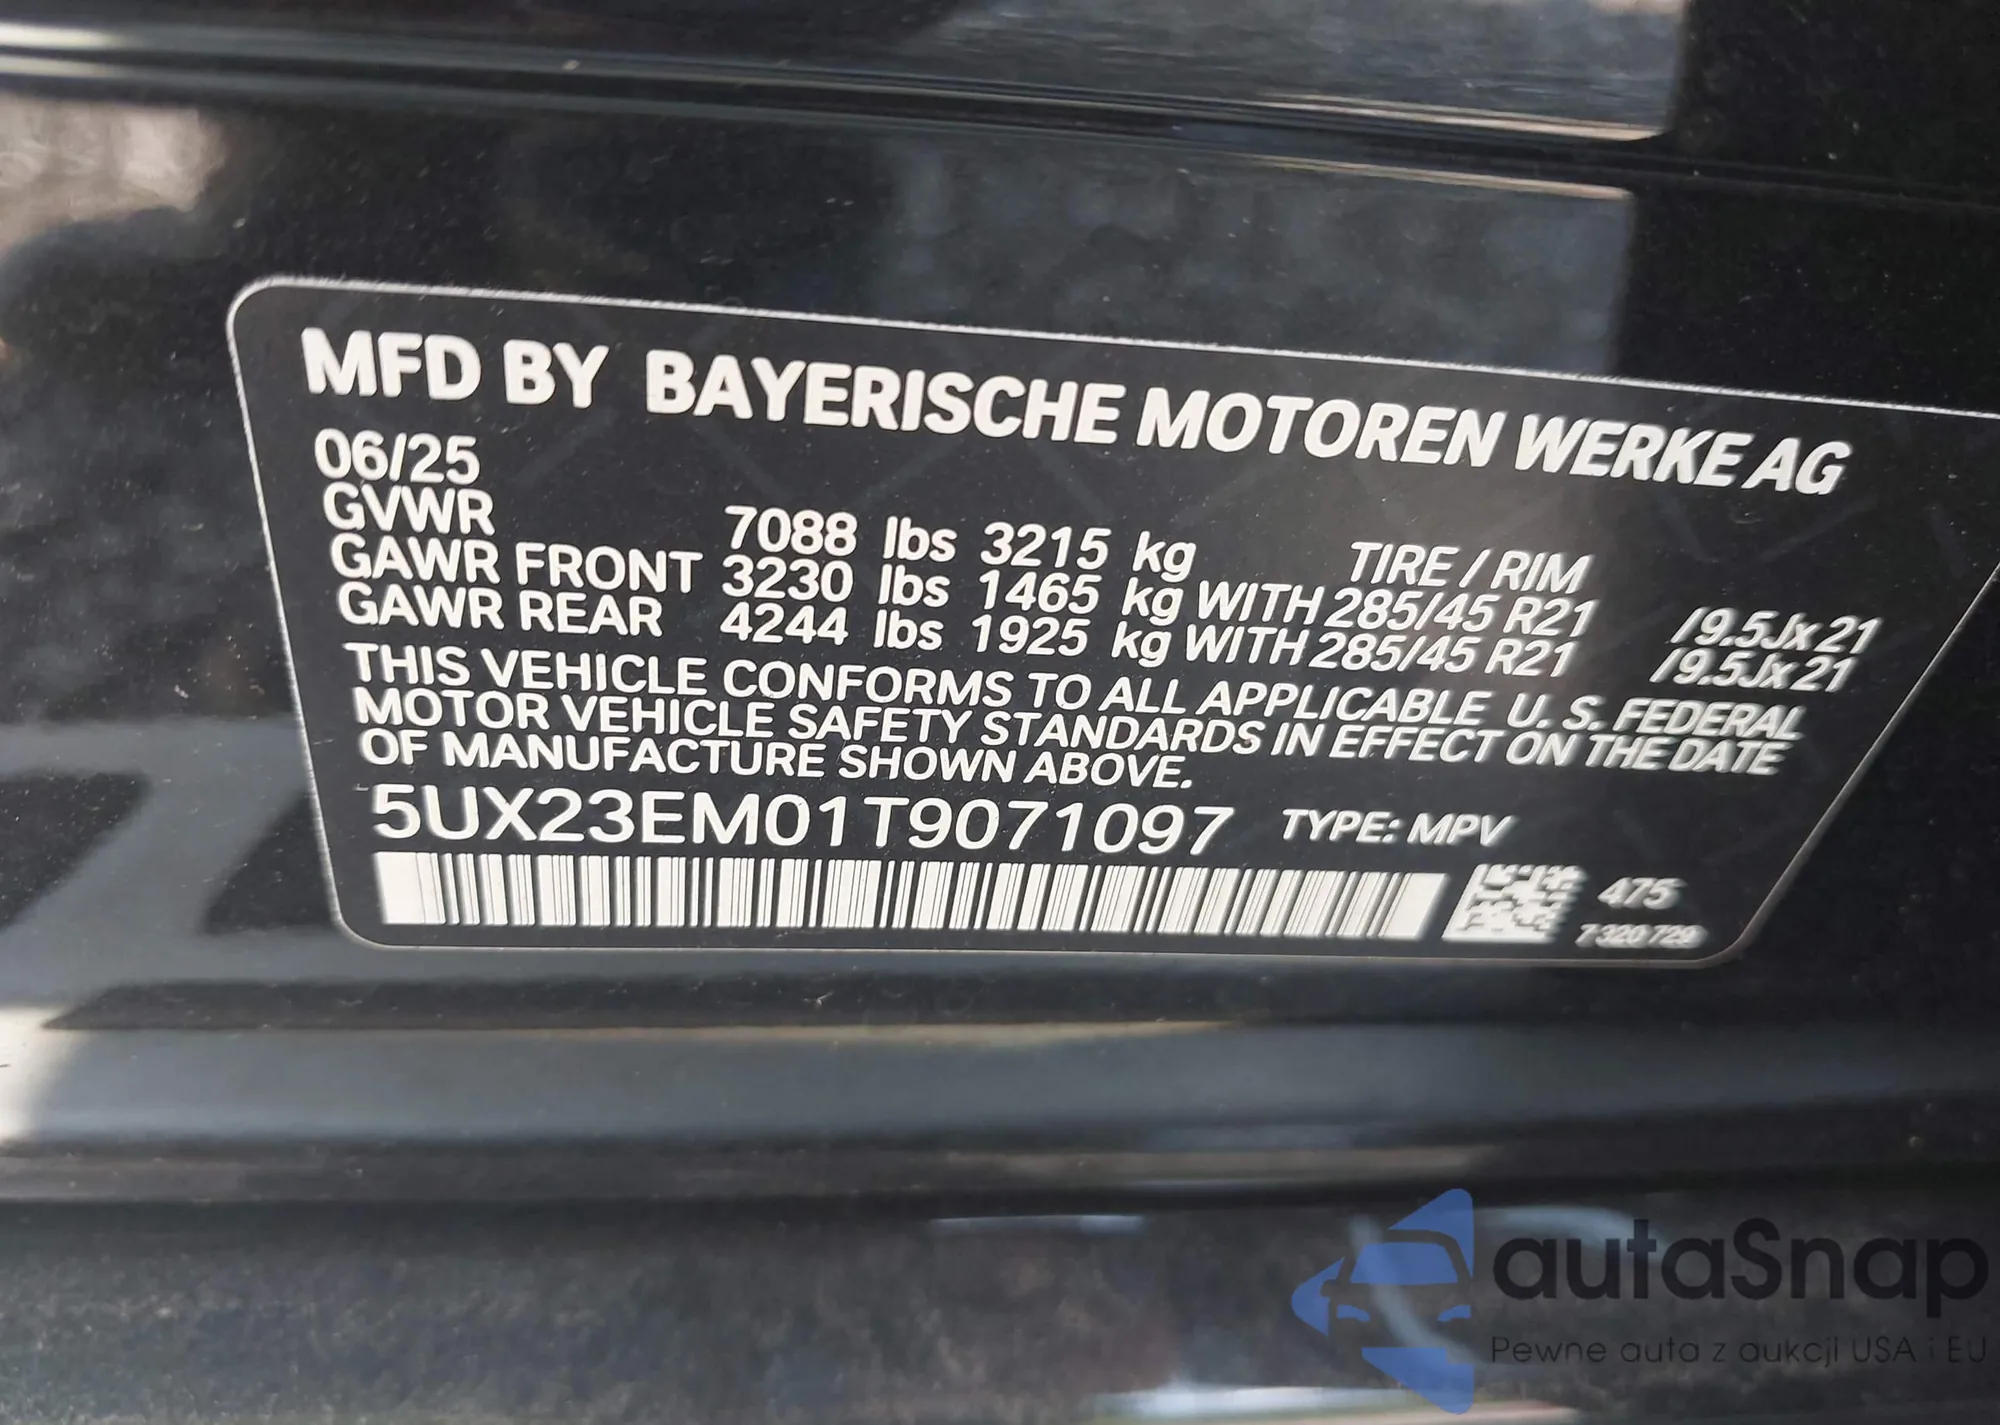 MFD BY BAYERISCHE MOTOREN WERKE AG
06/25
GVWR 7088 lbs 3215 kg TIRE / RIM
GAWR FRONT 3230 lbs 1465 kg WITH 285/45 R21 /9.5Jx21
GAWR REAR 4244 lbs 1925 kg WITH 285/45 R21 /9.5Jx21
THIS VEHICLE CONFORMS TO ALL APPLICABLE U. S. FEDERAL
MOTOR VEHICLE SAFETY STANDARDS IN EFFECT ON THE DATE
OF MANUFACTURE SHOWN ABOVE.
5UX23EM01T9071097 TYPE: MPV
475
7 320 729
autaSnap
Pewne auta z aukcji USA i EU